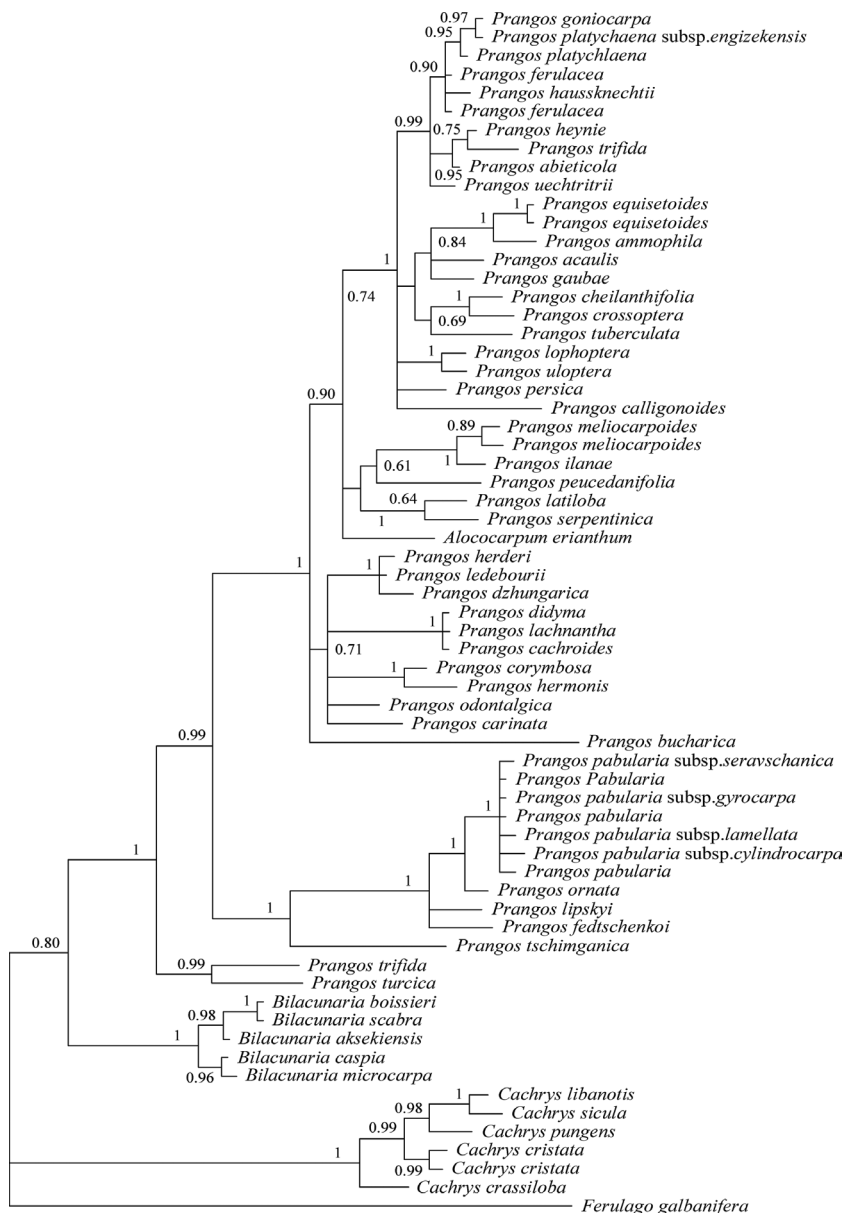 0.97 Prangos goniocarpa
0.95 Prangos platychaena subsp.engizekensis
Prangos platychlaena
0.90 Prangos ferulacea
Prangos haussknechtii
Prangos ferulacea
0.99 0.75 Prangos heynie
Prangos trifida
Prangos abieticola
0.95 Prangos uechtritrii
1 Prangos equisetoides
1 Prangos equisetoides
0.84 Prangos ammophila
1 Prangos acaulis
Prangos gaubae
0.74 1 Prangos cheilanthifolia
Prangos crossoptera
0.69 Prangos tuberculata
1 Prangos lophoptera
Prangos uloptera
0.90 Prangos persica
Prangos calligonoides
0.89 Prangos meliocarpoides
Prangos meliocarpoides
0.61 1 Prangos ilanae
Prangos peucedanifolia
0.64 Prangos latiloba
1 Prangos serpentinica
Alococarpum erianthum
1 1 Prangos herderi
Prangos ledebourii
Prangos dzhungarica
Prangos didyma
1 Prangos lachnantha
0.71 Prangos cachroides
1 Prangos corymbosa
Prangos hermonis
Prangos odontalgica
Prangos carinata
0.99 Prangos bucharica
Prangos pabularia subsp.seravschanica
Prangos Pabularia
Prangos pabularia subsp.gyrocarpa
1 Prangos pabularia
Prangos pabularia subsp.lamellata
1 1 Prangos pabularia subsp.cylindrocarpa
Prangos pabularia
1 Prangos ornata
1 Prangos lipskyi
Prangos fedtschenkoi
0.80 Prangos tschimganica
0.99 Prangos trifida
Prangos turcica
1 Bilacunaria boissieri
0.98 Bilacunaria scabra
1 Bilacunaria aksekiensis
Bilacunaria caspia
0.96 Bilacunaria microcarpa
1 Cachrys libanotis
0.98 Cachrys sicula
0.99 Cachrys pungens
1 Cachrys cristata
0.99 Cachrys cristata
Cachrys crassiloba
Ferulago galbanifera